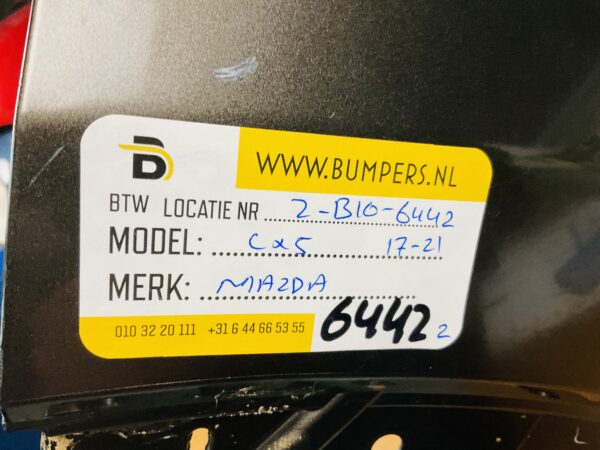 B
WWW.BUMPERS.NL
BTW LOCATIE NR 2-B10-6442
MODEL: Cx5 17-21
MERK: MAZDA
010 32 20 111 +31 6 44 66 53 55
6442 2